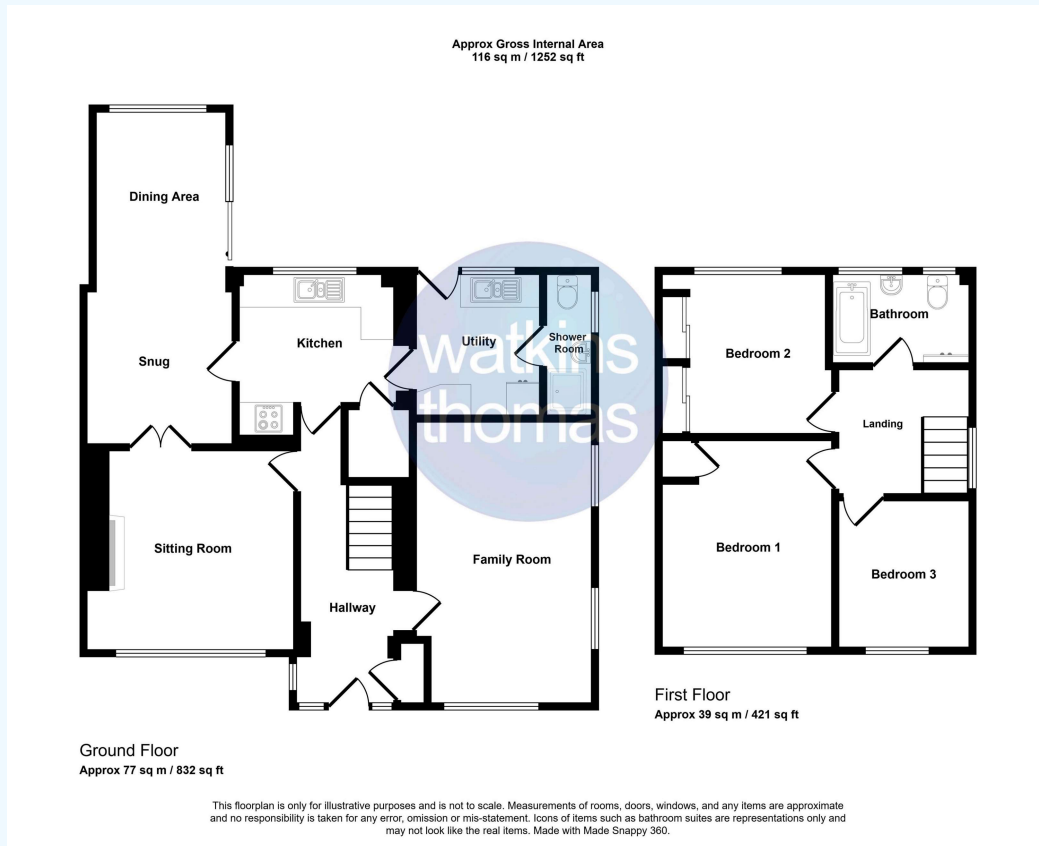 Approx Gross Internal Area
116 sq m / 1252 sq ft
Dining Area
Snug
Kitchen
Utility
Shower
Room
Sitting Room
Hallway
Family Room
watkins
thomas
Bedroom 2
Bathroom
Landing
Bedroom 1
Bedroom 3
First Floor
Approx 39 sq m / 421 sq ft
Ground Floor
Approx 77 sq m / 832 sq ft
This floorplan is only for illustrative purposes and is not to scale. Measurements of rooms, doors, windows, and any items are approximate
and no responsibility is taken for any error, omission or mis-statement. Icons of items such as bathroom suites are representations only and
may not look like the real items. Made with Made Snappy 360.